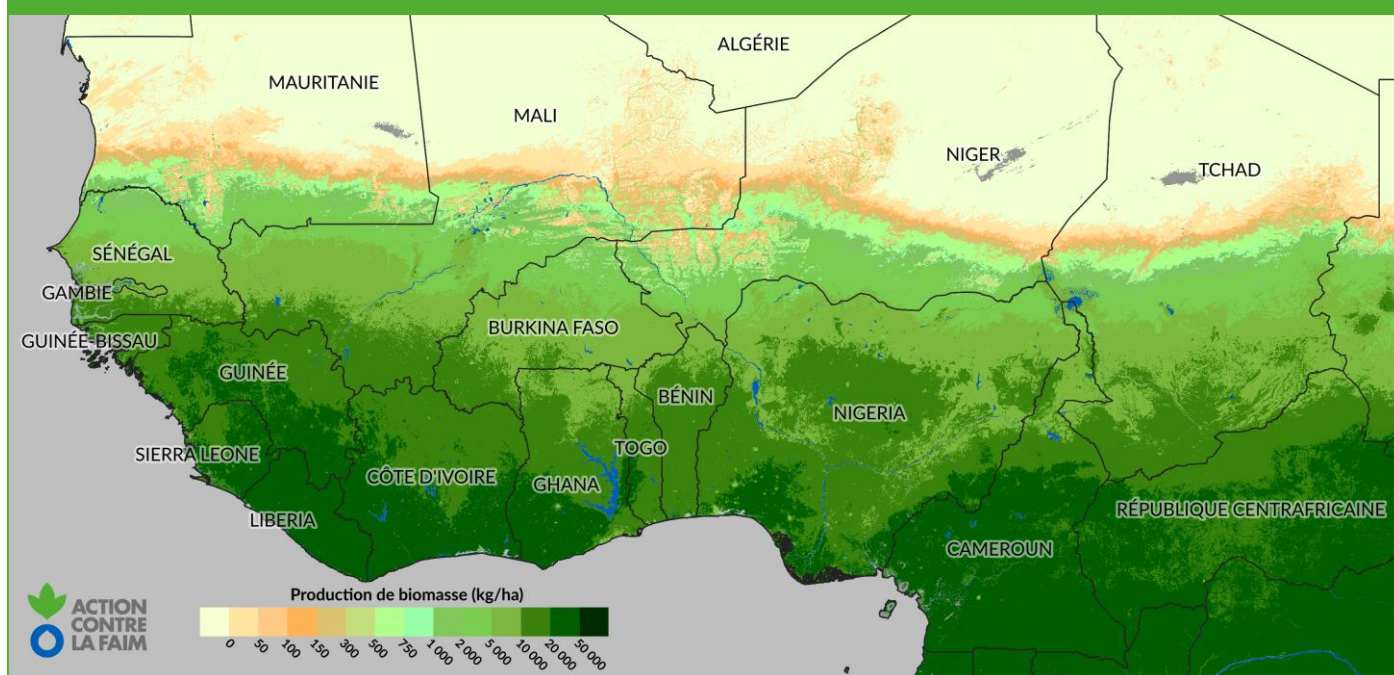 ALGÉRIE
MAURITANIE
MALI
NIGER
TCHAD
SÉNÉGAL
GAMBIE
GUINÉE-BISSAU
BURKINA FASO
GUINÉE
BÉNIN
NIGERIA
TOGO
SIERRA LEONE
CÔTE D'IVOIRE
GHANA
LIBERIA
RÉPUBLIQUE CENTRAFRICAINE
CAMEROUN
Production de biomasse (kg/ha)
0 50 100 150 300 500 750 1 000 2 000 5 000 10 000 20 000 50 000
ACTION
CONTRE
LA FAIM